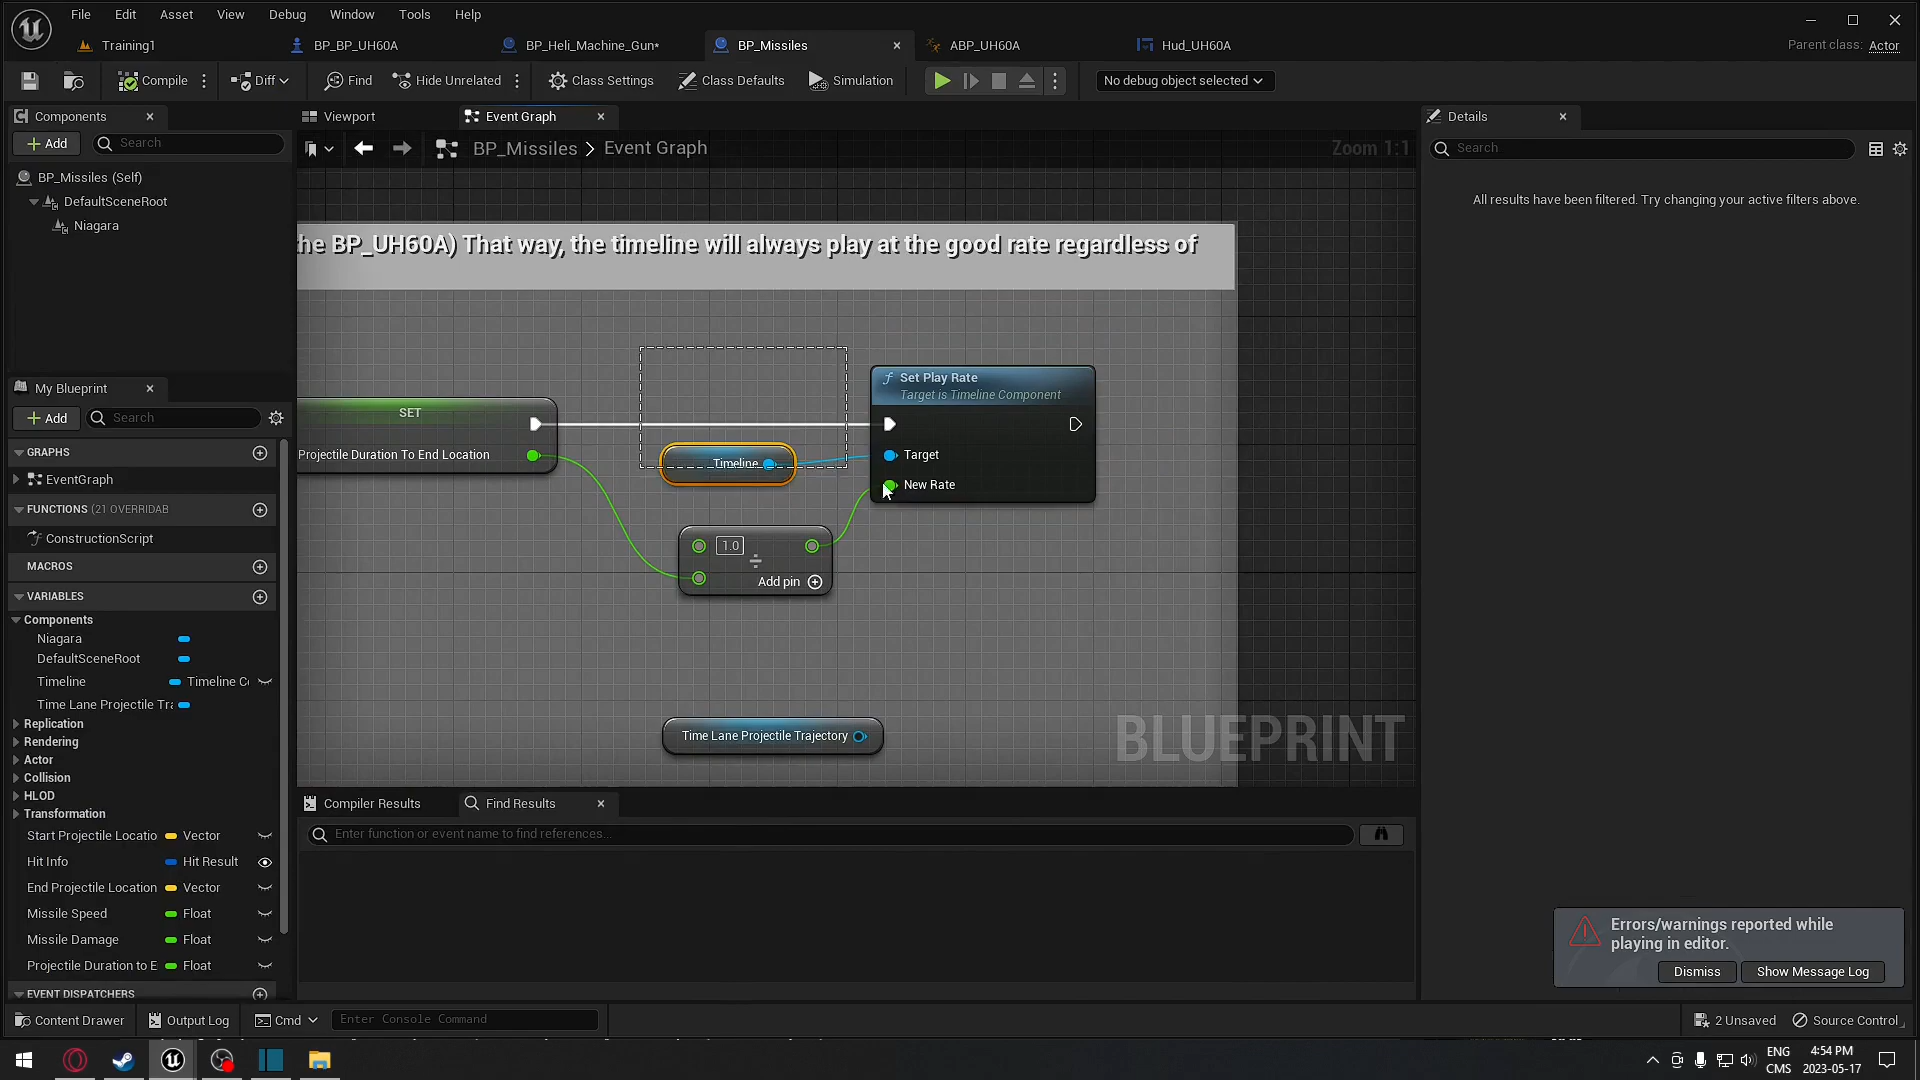 File Edit Asset View Debug Window Tools Help
Training1 BP_BP_UH60A BP_Heli_Machine_Gun* BP_Missiles ABP_UH60A Hud_UH60A Parent class: Actor
Compile Diff Find Hide Unrelated Class Settings Class Defaults Simulation No debug object selected
Components
Add Search
BP_Missiles (Self)
DefaultSceneRoot
Niagara
My Blueprint
Add Search
GRAPHS
EventGraph
FUNCTIONS (21 OVERRIDAB
ConstructionScript
MACROS
VARIABLES
Components
Niagara
DefaultSceneRoot
Timeline Timeline Co
Time Lane Projectile Tra
Replication
Rendering
Actor
Collision
HLOD
Transformation
Start Projectile Locatio Vector
Hit Info Hit Result
End Projectile Location Vector
Missile Speed Float
Missile Damage Float
Projectile Duration to E Float
EVENT DISPATCHERS
Viewport Event Graph
BP_Missiles > Event Graph Zoom 1:1
the BP_UH60A) That way, the timeline will always play at the good rate regardless of
SET
Projectile Duration To End Location
Timeline
Set Play Rate
Target is Timeline Component
Target
New Rate
1.0
÷
Add pin
Time Lane Projectile Trajectory
BLUEPRINT
Compiler Results Find Results
Enter function or event name to find references...
Details
Search
All results have been filtered. Try changing your active filters above.
Errors/warnings reported while
playing in editor.
Dismiss Show Message Log
Content Drawer Output Log Cmd Enter Console Command 2 Unsaved Source Control
ENG 4:54 PM
CMS 2023-05-17